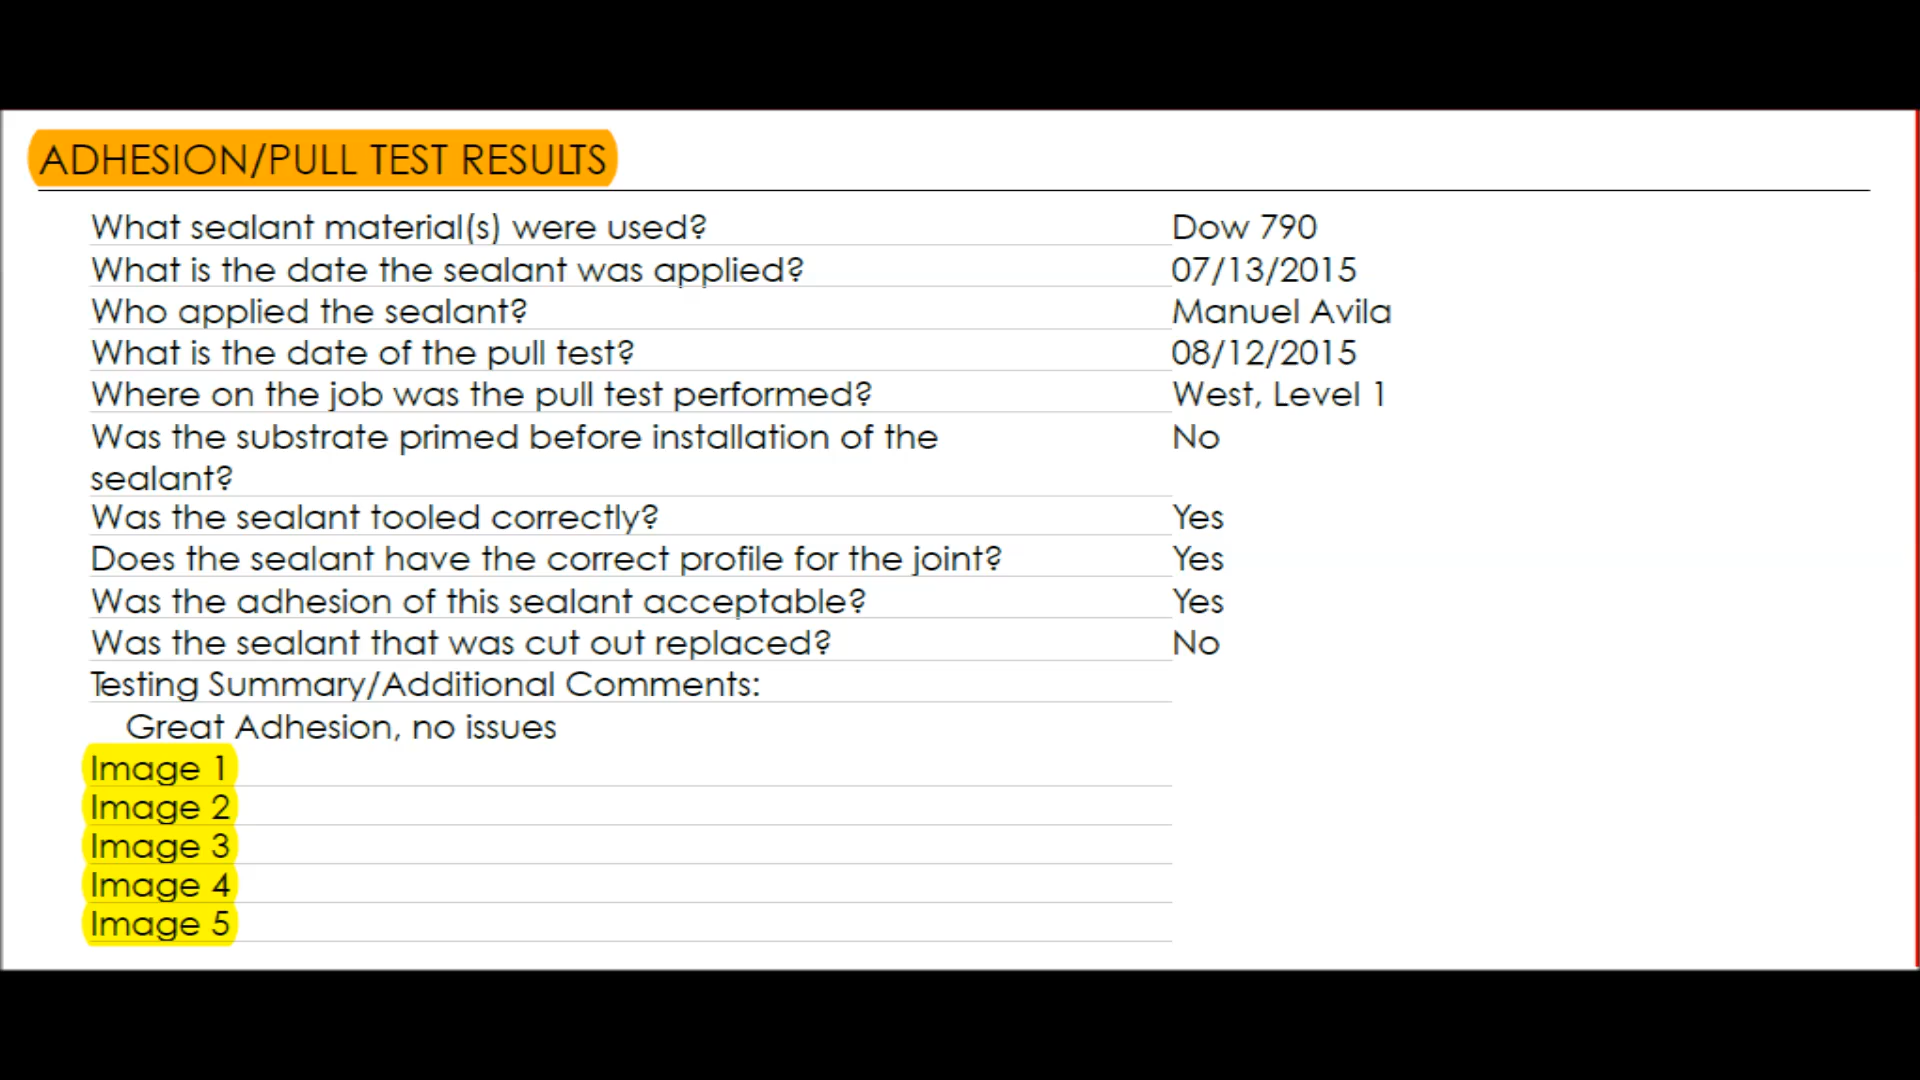 ADHESION/PULL TEST RESULTS
What sealant material(s) were used? Dow 790
What is the date the sealant was applied? 07/13/2015
Who applied the sealant? Manuel Avila
What is the date of the pull test? 08/12/2015
Where on the job was the pull test performed? West, Level 1
Was the substrate primed before installation of the No
sealant?
Was the sealant tooled correctly? Yes
Does the sealant have the correct profile for the joint? Yes
Was the adhesion of this sealant acceptable? Yes
Was the sealant that was cut out replaced? No
Testing Summary/Additional Comments:
Great Adhesion, no issues
Image 1
Image 2
Image 3
Image 4
Image 5